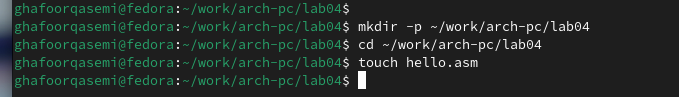 ghafoorqasemi@fedora:~/work/arch-pc/lab04$
ghafoorqasemi@fedora:~/work/arch-pc/lab04$ mkdir -p ~/work/arch-pc/lab04
ghafoorqasemi@fedora:~/work/arch-pc/lab04$ cd ~/work/arch-pc/lab04
ghafoorqasemi@fedora:~/work/arch-pc/lab04$ touch hello.asm
ghafoorqasemi@fedora:~/work/arch-pc/lab04$